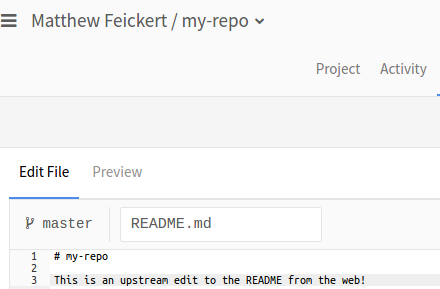 Matthew Feickert / my-repo
Project Activity
Edit File Preview
master README.md
1 # my-repo
2
3 This is an upstream edit to the README from the web!